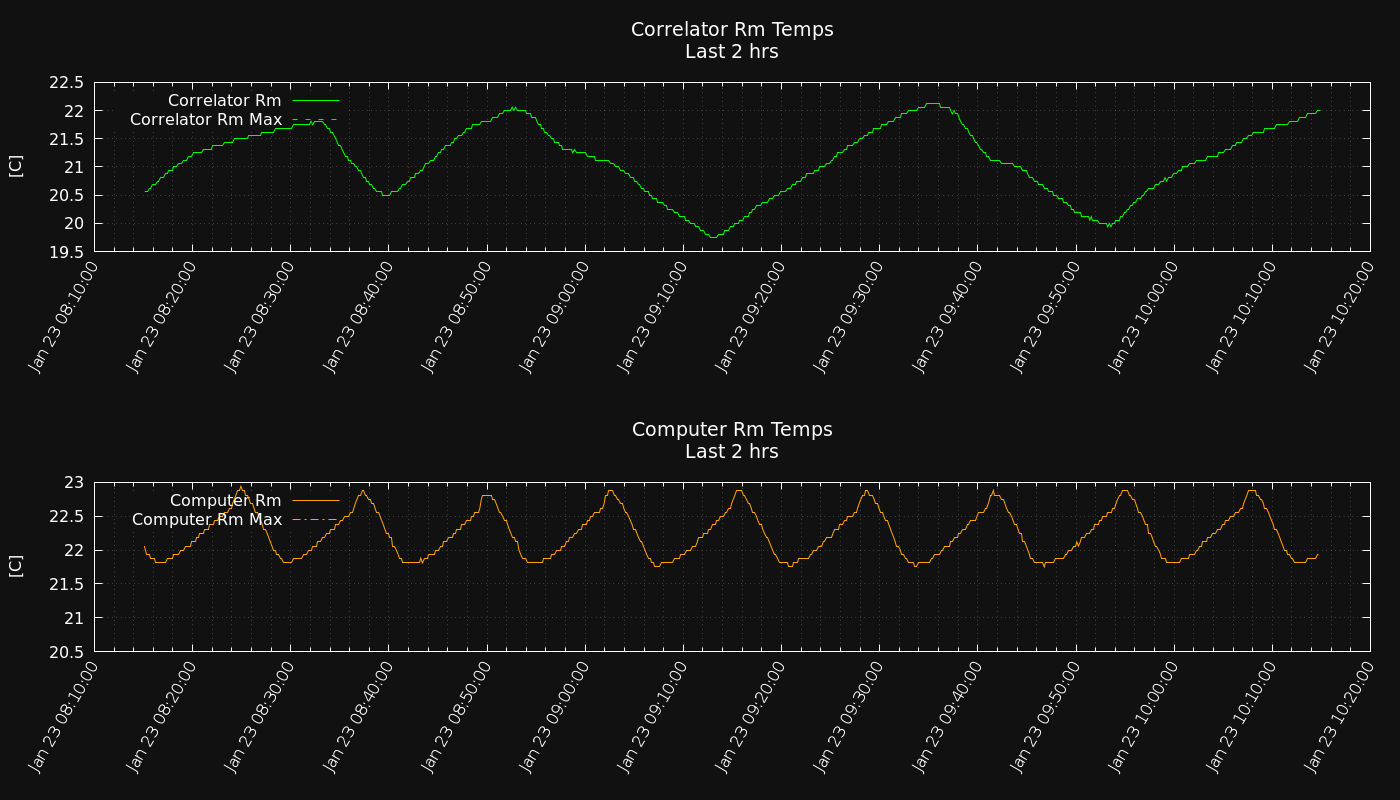 Correlator Rm Temps
Last 2 hrs
22.5
22
21.5
21
20.5
20
19.5
[C]
Correlator Rm
Correlator Rm Max
Jan 23 08:10:00
Jan 23 08:20:00
Jan 23 08:30:00
Jan 23 08:40:00
Jan 23 08:50:00
Jan 23 09:00:00
Jan 23 09:10:00
Jan 23 09:20:00
Jan 23 09:30:00
Jan 23 09:40:00
Jan 23 09:50:00
Jan 23 10:00:00
Jan 23 10:10:00
Jan 23 10:20:00
Computer Rm Temps
Last 2 hrs
23
22.5
22
21.5
21
20.5
[C]
Computer Rm
Computer Rm Max
Jan 23 08:10:00
Jan 23 08:20:00
Jan 23 08:30:00
Jan 23 08:40:00
Jan 23 08:50:00
Jan 23 09:00:00
Jan 23 09:10:00
Jan 23 09:20:00
Jan 23 09:30:00
Jan 23 09:40:00
Jan 23 09:50:00
Jan 23 10:00:00
Jan 23 10:10:00
Jan 23 10:20:00